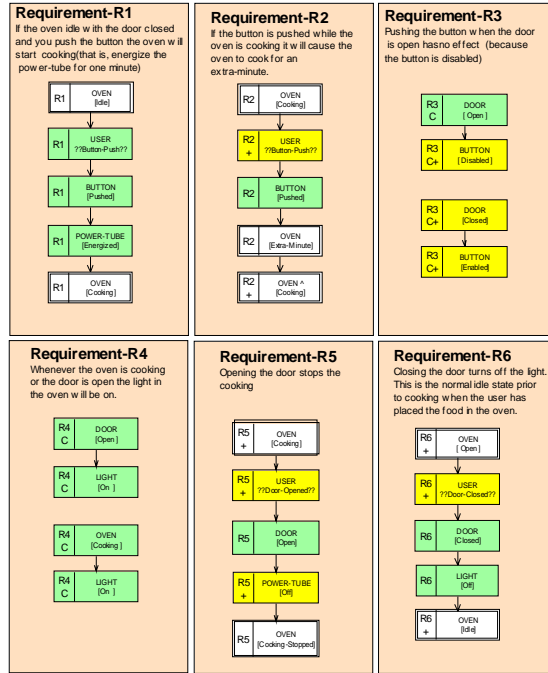 Requirement-R1
If the oven idle with the door closed
and you push the button the oven will
start cooking(that is, energize the
power-tube for one minute)
R1
OVEN
[Idle]
R1
USER
??Button-Push??
R1
BUTTON
[Pushed]
R1
POWER-TUBE
[Energized]
R1
OVEN
[Cooking]
Requirement-R2
If the button is pushed while the
oven is cooking it will cause the
oven to cook for an
extra-minute.
R2
OVEN
[Cooking]
R2
+
USER
??Button-Push??
R2
BUTTON
[Pushed]
R2
OVEN
[Extra-Minute]
R2
+
OVEN ^
[Cooking]
Requirement-R3
Pushing the button when the door
is open hasno effect (because
the button is disabled)
R3
C
DOOR
[ Open ]
R3
C+
BUTTON
[ Disabled ]
R3
C+
DOOR
[Closed]
R3
C+
BUTTON
[Enabled]
Requirement-R4
Whenever the oven is cooking
or the door is open the light in
the oven will be on.
R4
C
DOOR
[Open ]
R4
C
LIGHT
[On ]
R4
C
OVEN
[Cooking ]
R4
C
LIGHT
[On ]
Requirement-R5
Opening the door stops the
cooking
R5
+
OVEN
[Cooking]
R5
+
USER
??Door-Opened??
R5
DOOR
[Open]
R5
+
POWER-TUBE
[Off]
R5
OVEN
[Cooking-Stopped]
Requirement-R6
Closing the door turns off the light.
This is the normal idle state prior
to cooking when the user has
placed the food in the oven.
R6
+
OVEN
[ Open ]
R6
+
USER
??Door-Closed??
R6
DOOR
[Closed]
R6
LIGHT
[Off]
R6
+
OVEN
[Idle]